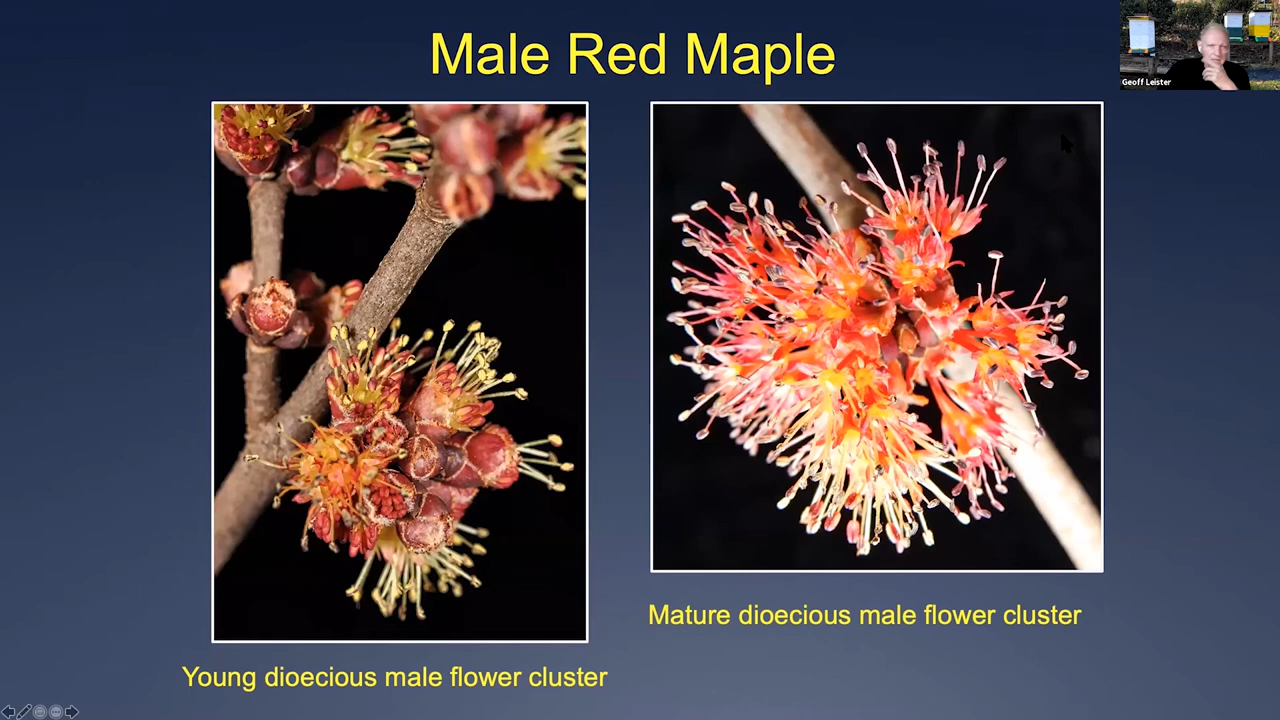 Male Red Maple
Geoff Leister
Mature dioecious male flower cluster
Young dioecious male flower cluster